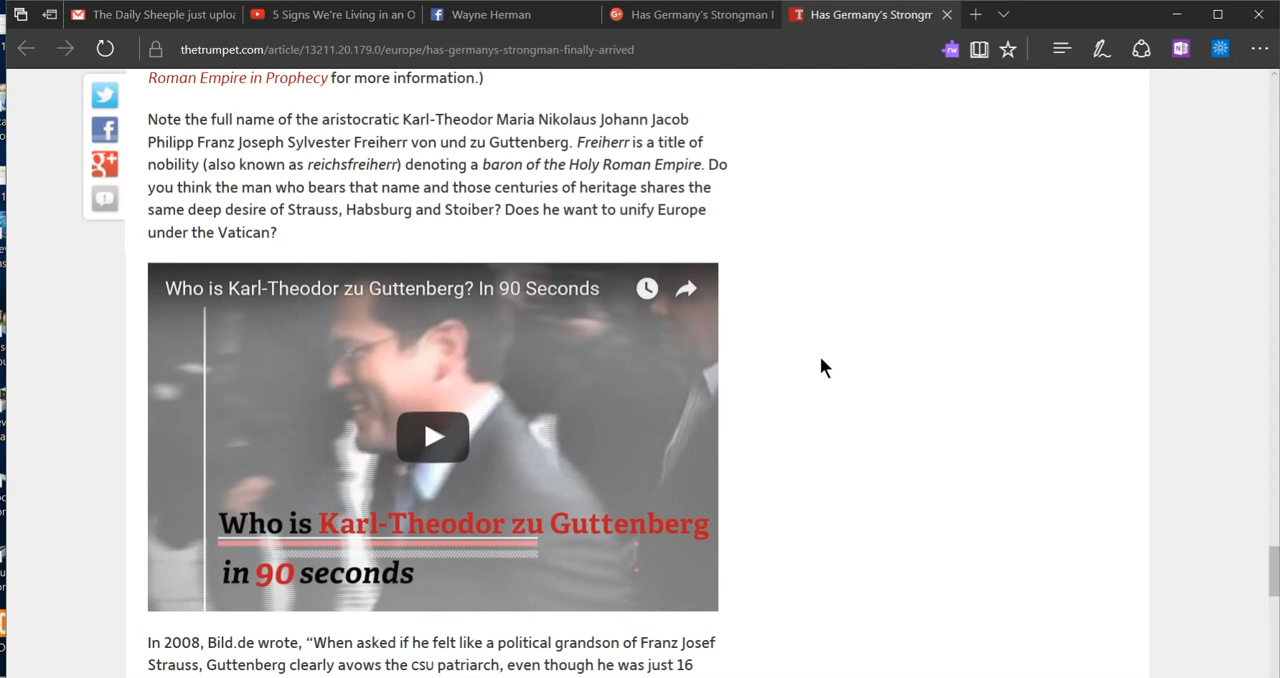 The Daily Sheeple just uploa
5 Signs We're Living in an O
Wayne Herman
Has Germany's Strongman F
Has Germany's Strongm
thetrumpet.com/article/13211.20.179.0/europe/has-germanys-strongman-finally-arrived
Roman Empire in Prophecy for more information.)
Note the full name of the aristocratic Karl-Theodor Maria Nikolaus Johann Jacob
Philipp Franz Joseph Sylvester Freiherr von und zu Guttenberg. Freiherr is a title of
nobility (also known as reichsfreiherr) denoting a baron of the Holy Roman Empire. Do
you think the man who bears that name and those centuries of heritage shares the
same deep desire of Strauss, Habsburg and Stoiber? Does he want to unify Europe
under the Vatican?
Who is Karl-Theodor zu Guttenberg? In 90 Seconds
Who is Karl-Theodor zu Guttenberg
in 90 seconds
In 2008, Bild.de wrote, “When asked if he felt like a political grandson of Franz Josef
Strauss, Guttenberg clearly avows the CSU patriarch, even though he was just 16